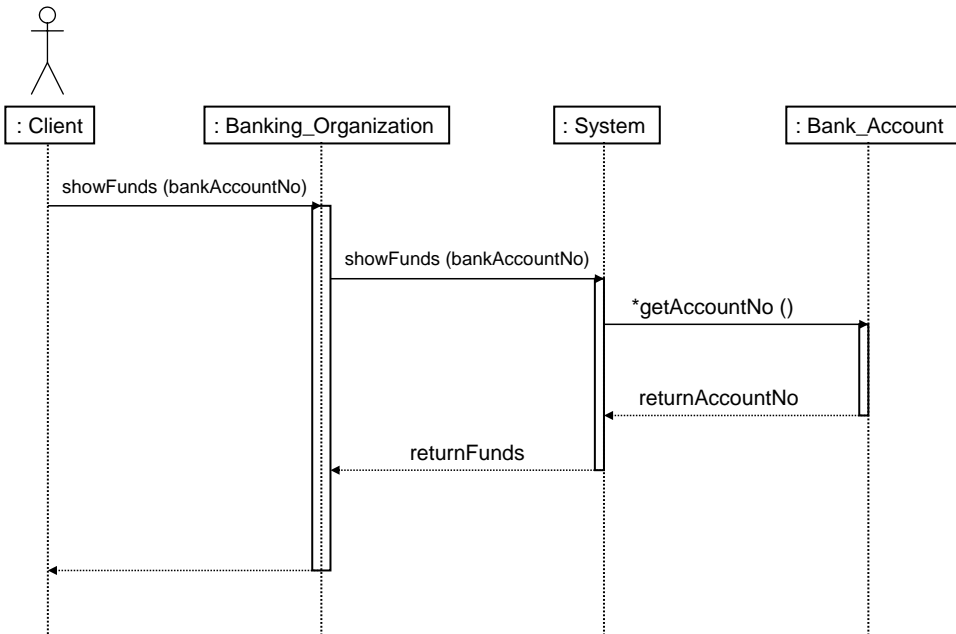 : Client
: Banking_Organization
: System
: Bank_Account
showFunds (bankAccountNo)
showFunds (bankAccountNo)
*getAccountNo ()
returnAccountNo
returnFunds